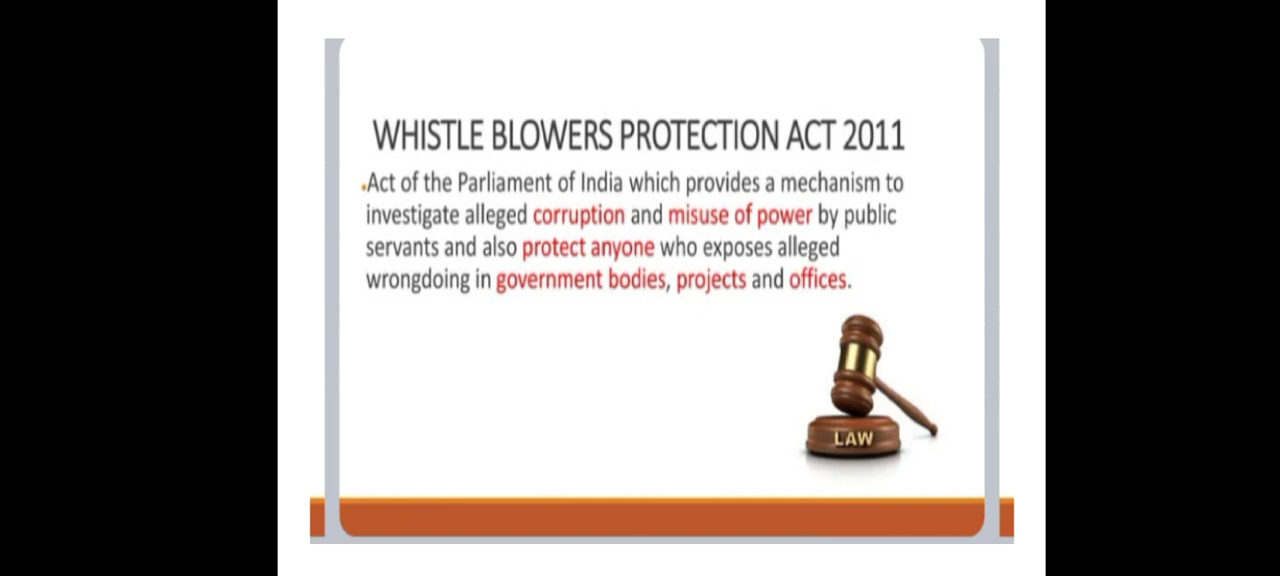 WHISTLE BLOWERS PROTECTION ACT 2011
•Act of the Parliament of India which provides a mechanism to
investigate alleged corruption and misuse of power by public
servants and also protect anyone who exposes alleged
wrongdoing in government bodies, projects and offices.
LAW